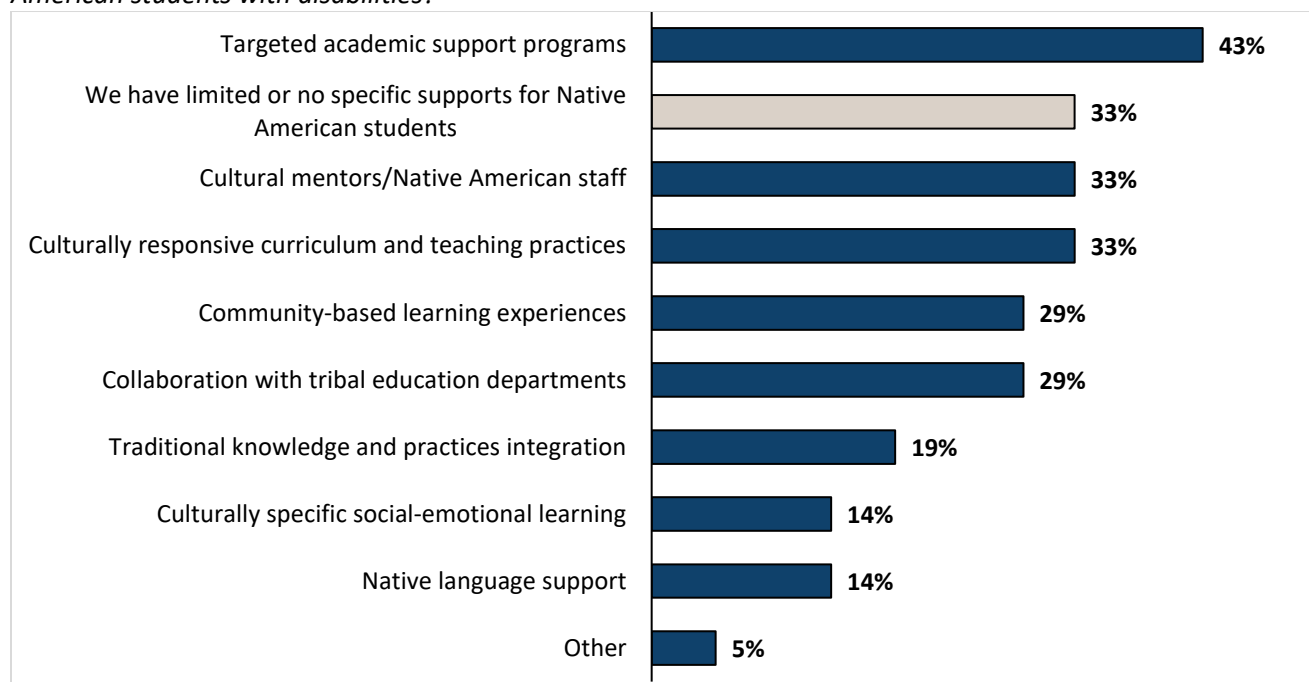 American students with disabilities?
Targeted academic support programs 43%
We have limited or no specific supports for Native
American students 33%
Cultural mentors/Native American staff 33%
Culturally responsive curriculum and teaching practices 33%
Community-based learning experiences 29%
Collaboration with tribal education departments 29%
Traditional knowledge and practices integration 19%
Culturally specific social-emotional learning 14%
Native language support 14%
Other 5%